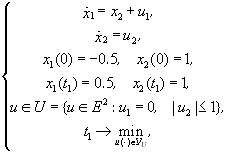 ẋ₁ = x₂ + u₁,
ẋ₂ = u₂,
x₁(0) = −0.5, x₂(0) = 1,
x₁(t₁) = 0.5, x₂(t₁) = 1,
u ∈ U = {u ∈ E² : u₁ = 0, |u₂| ≤ 1},
t₁ → min
u(·)∈𝒱_U ,